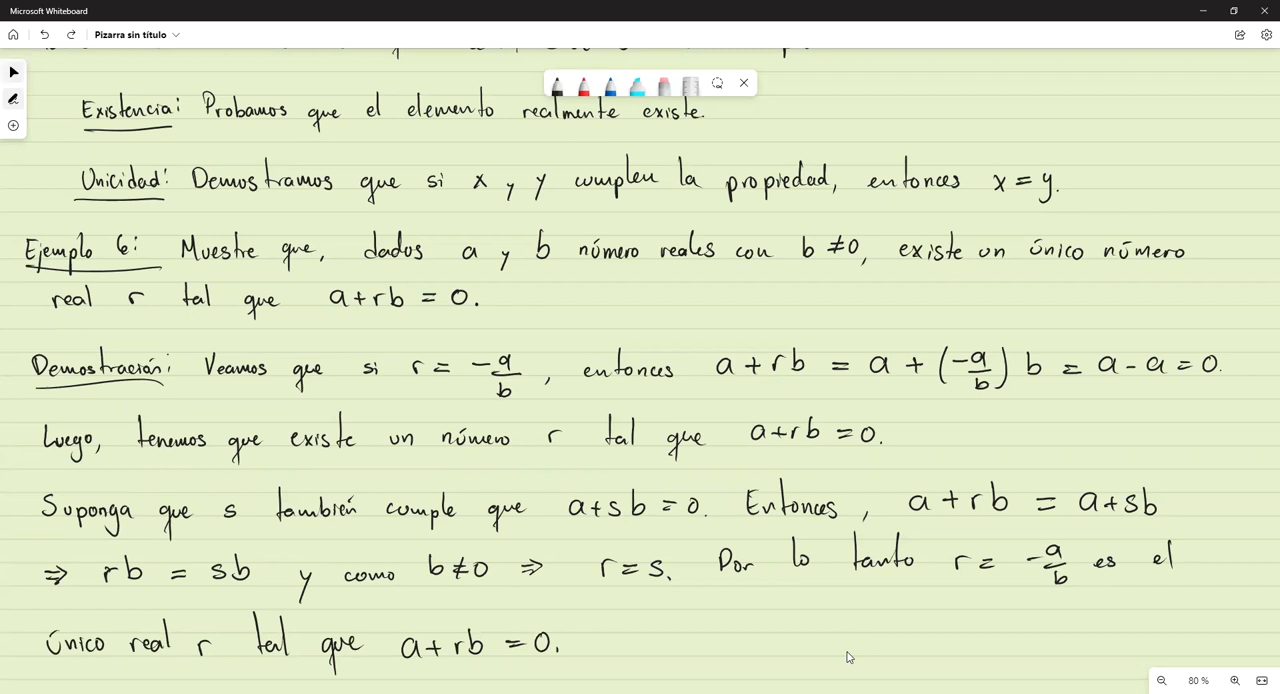 Microsoft Whiteboard
Pizarra sin título
Existencia: Probamos que el elemento realmente existe.
Unicidad: Demostramos que si x y y cumplen la propiedad, entonces x = y.
Ejemplo 6: Muestre que, dados a y b número reales con b ≠ 0, existe un único número
real r tal que a + rb = 0.
Demostración: Veamos que si r = -a/b, entonces a + rb = a + (-a/b) b = a - a = 0.
Luego, tenemos que existe un número r tal que a + rb = 0.
Suponga que s también cumple que a + sb = 0. Entonces, a + rb = a + sb
⇒ rb = sb y como b ≠ 0 ⇒ r = s. Por lo tanto r = -a/b es el
único real r tal que a + rb = 0.
80 %